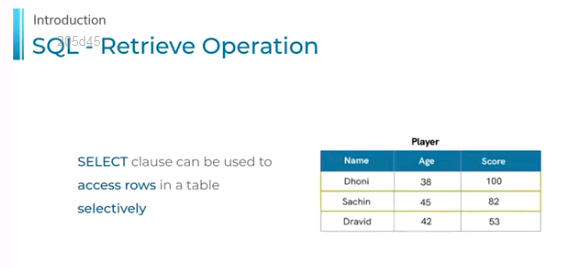 Introduction
SQL - Retrieve Operation
205d45
SELECT clause can be used to
access rows in a table
selectively
Player
Name Age Score
Dhoni 38 100
Sachin 45 82
Dravid 42 53